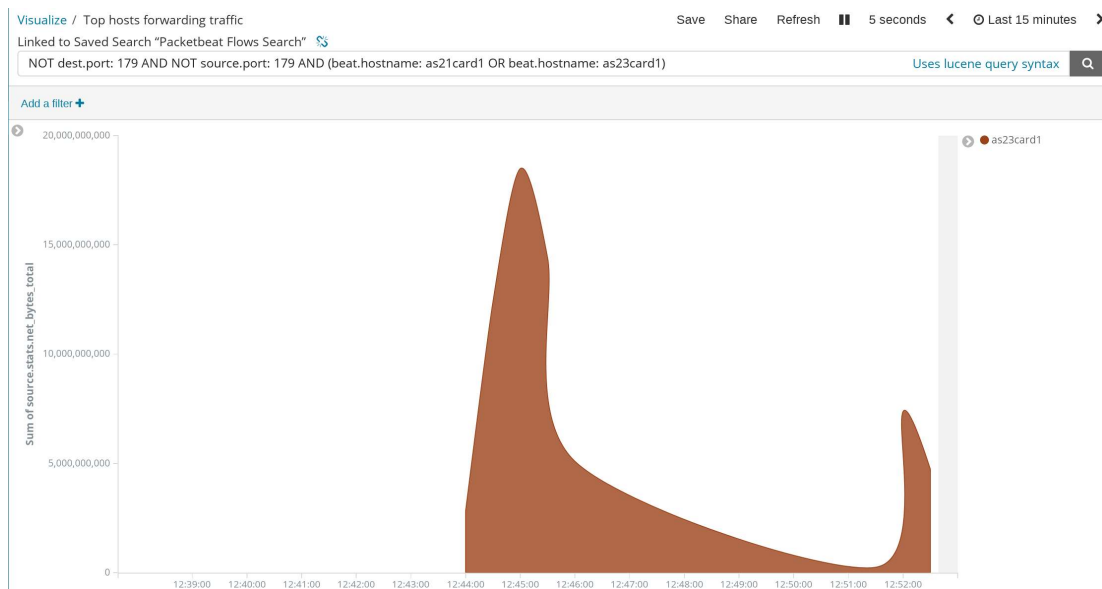 Visualize / Top hosts forwarding traffic
Save Share Refresh 5 seconds Last 15 minutes
Linked to Saved Search “Packetbeat Flows Search”
NOT dest.port: 179 AND NOT source.port: 179 AND (beat.hostname: as21card1 OR beat.hostname: as23card1)
Uses lucene query syntax
Add a filter +
Sum of source.stats.net_bytes_total
20,000,000,000
15,000,000,000
10,000,000,000
5,000,000,000
0
as23card1
12:39:00 12:40:00 12:41:00 12:42:00 12:43:00 12:44:00 12:45:00 12:46:00 12:47:00 12:48:00 12:49:00 12:50:00 12:51:00 12:52:00